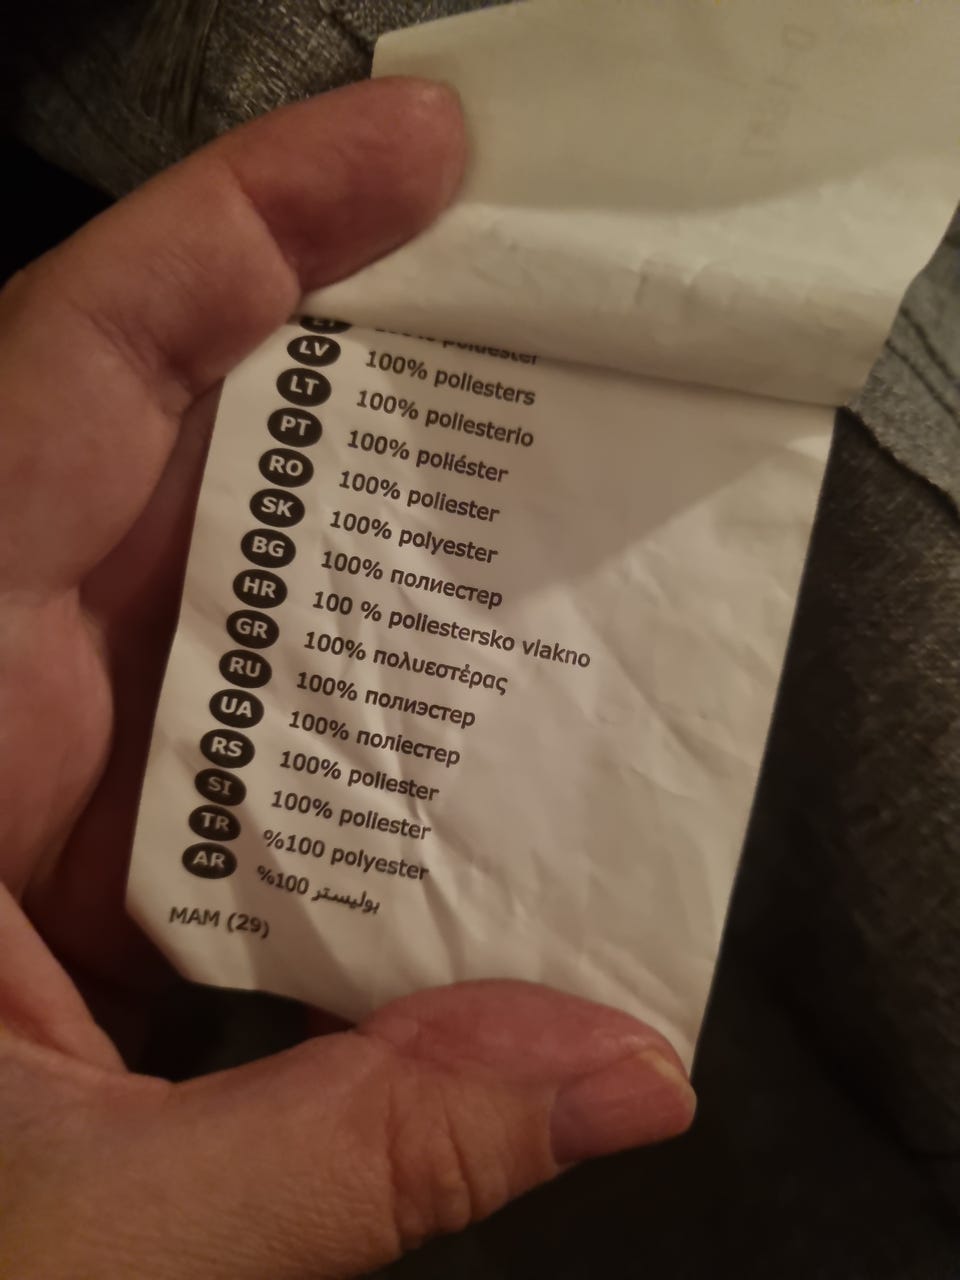 LV 100% poliesters
LT 100% poliesterio
PT 100% poliéster
RO 100% poliester
SK 100% polyester
BG 100% полиестер
HR 100 % poliestersko vlakno
GR 100% πολυεστέρας
RU 100% полиэстер
UA 100% поліестер
RS 100% poliester
SI 100% poliester
TR %100 polyester
AR %100 بوليستر
MAM (29)